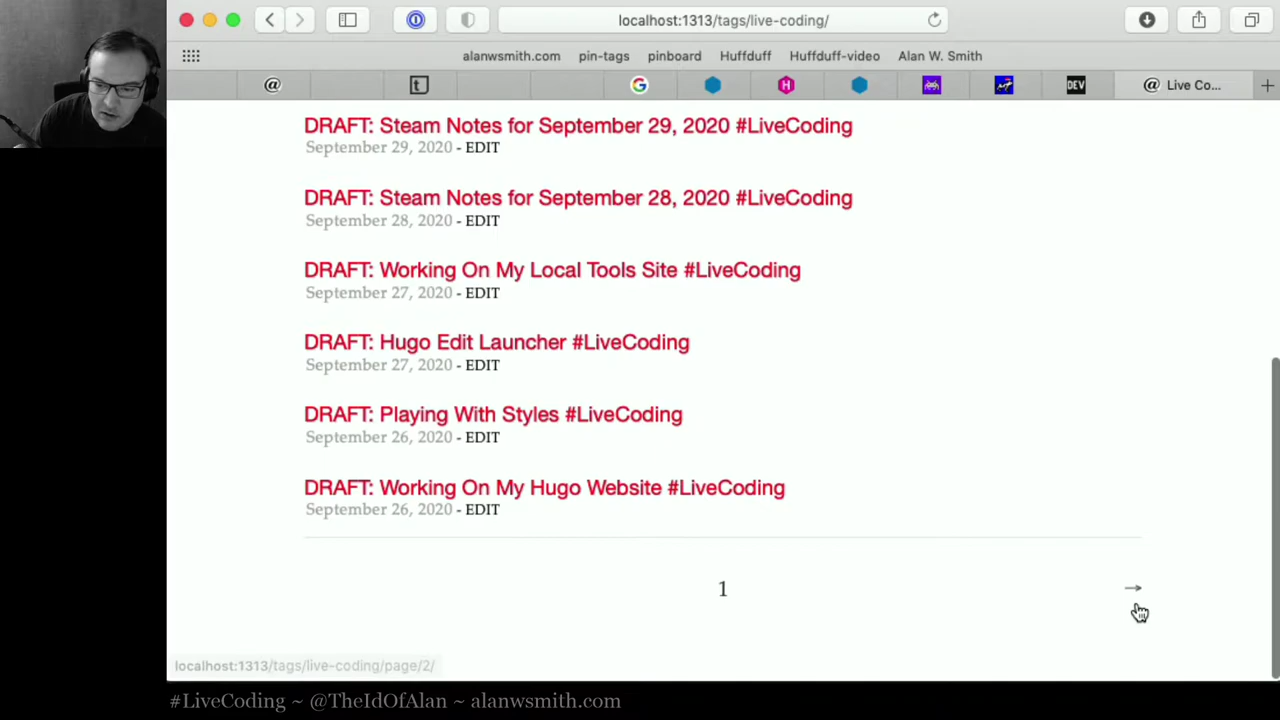 localhost:1313/tags/live-coding/
alanwsmith.com pin-tags pinboard Huffduff Huffduff-video Alan W. Smith
@ t G H DEV @ Live Co...
DRAFT: Steam Notes for September 29, 2020 #LiveCoding
September 29, 2020 - EDIT
DRAFT: Steam Notes for September 28, 2020 #LiveCoding
September 28, 2020 - EDIT
DRAFT: Working On My Local Tools Site #LiveCoding
September 27, 2020 - EDIT
DRAFT: Hugo Edit Launcher #LiveCoding
September 27, 2020 - EDIT
DRAFT: Playing With Styles #LiveCoding
September 26, 2020 - EDIT
DRAFT: Working On My Hugo Website #LiveCoding
September 26, 2020 - EDIT
1 →
localhost:1313/tags/live-coding/page/2/
#LiveCoding ~ @TheIdOfAlan ~ alanwsmith.com